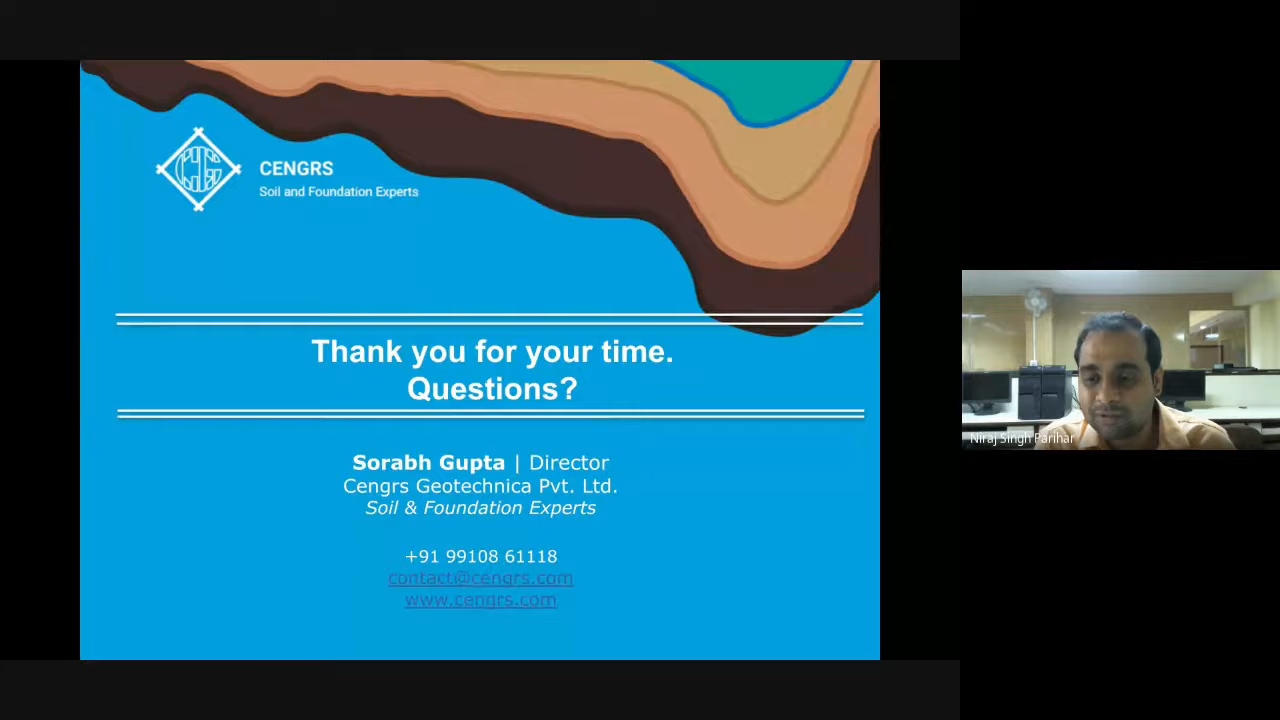 CENGRS
Soil and Foundation Experts
Thank you for your time.
Questions?
Sorabh Gupta | Director
Cengrs Geotechnica Pvt. Ltd.
Soil & Foundation Experts
+91 99108 61118
contact@cengrs.com
www.cengrs.com
Niraj Singh Parihar